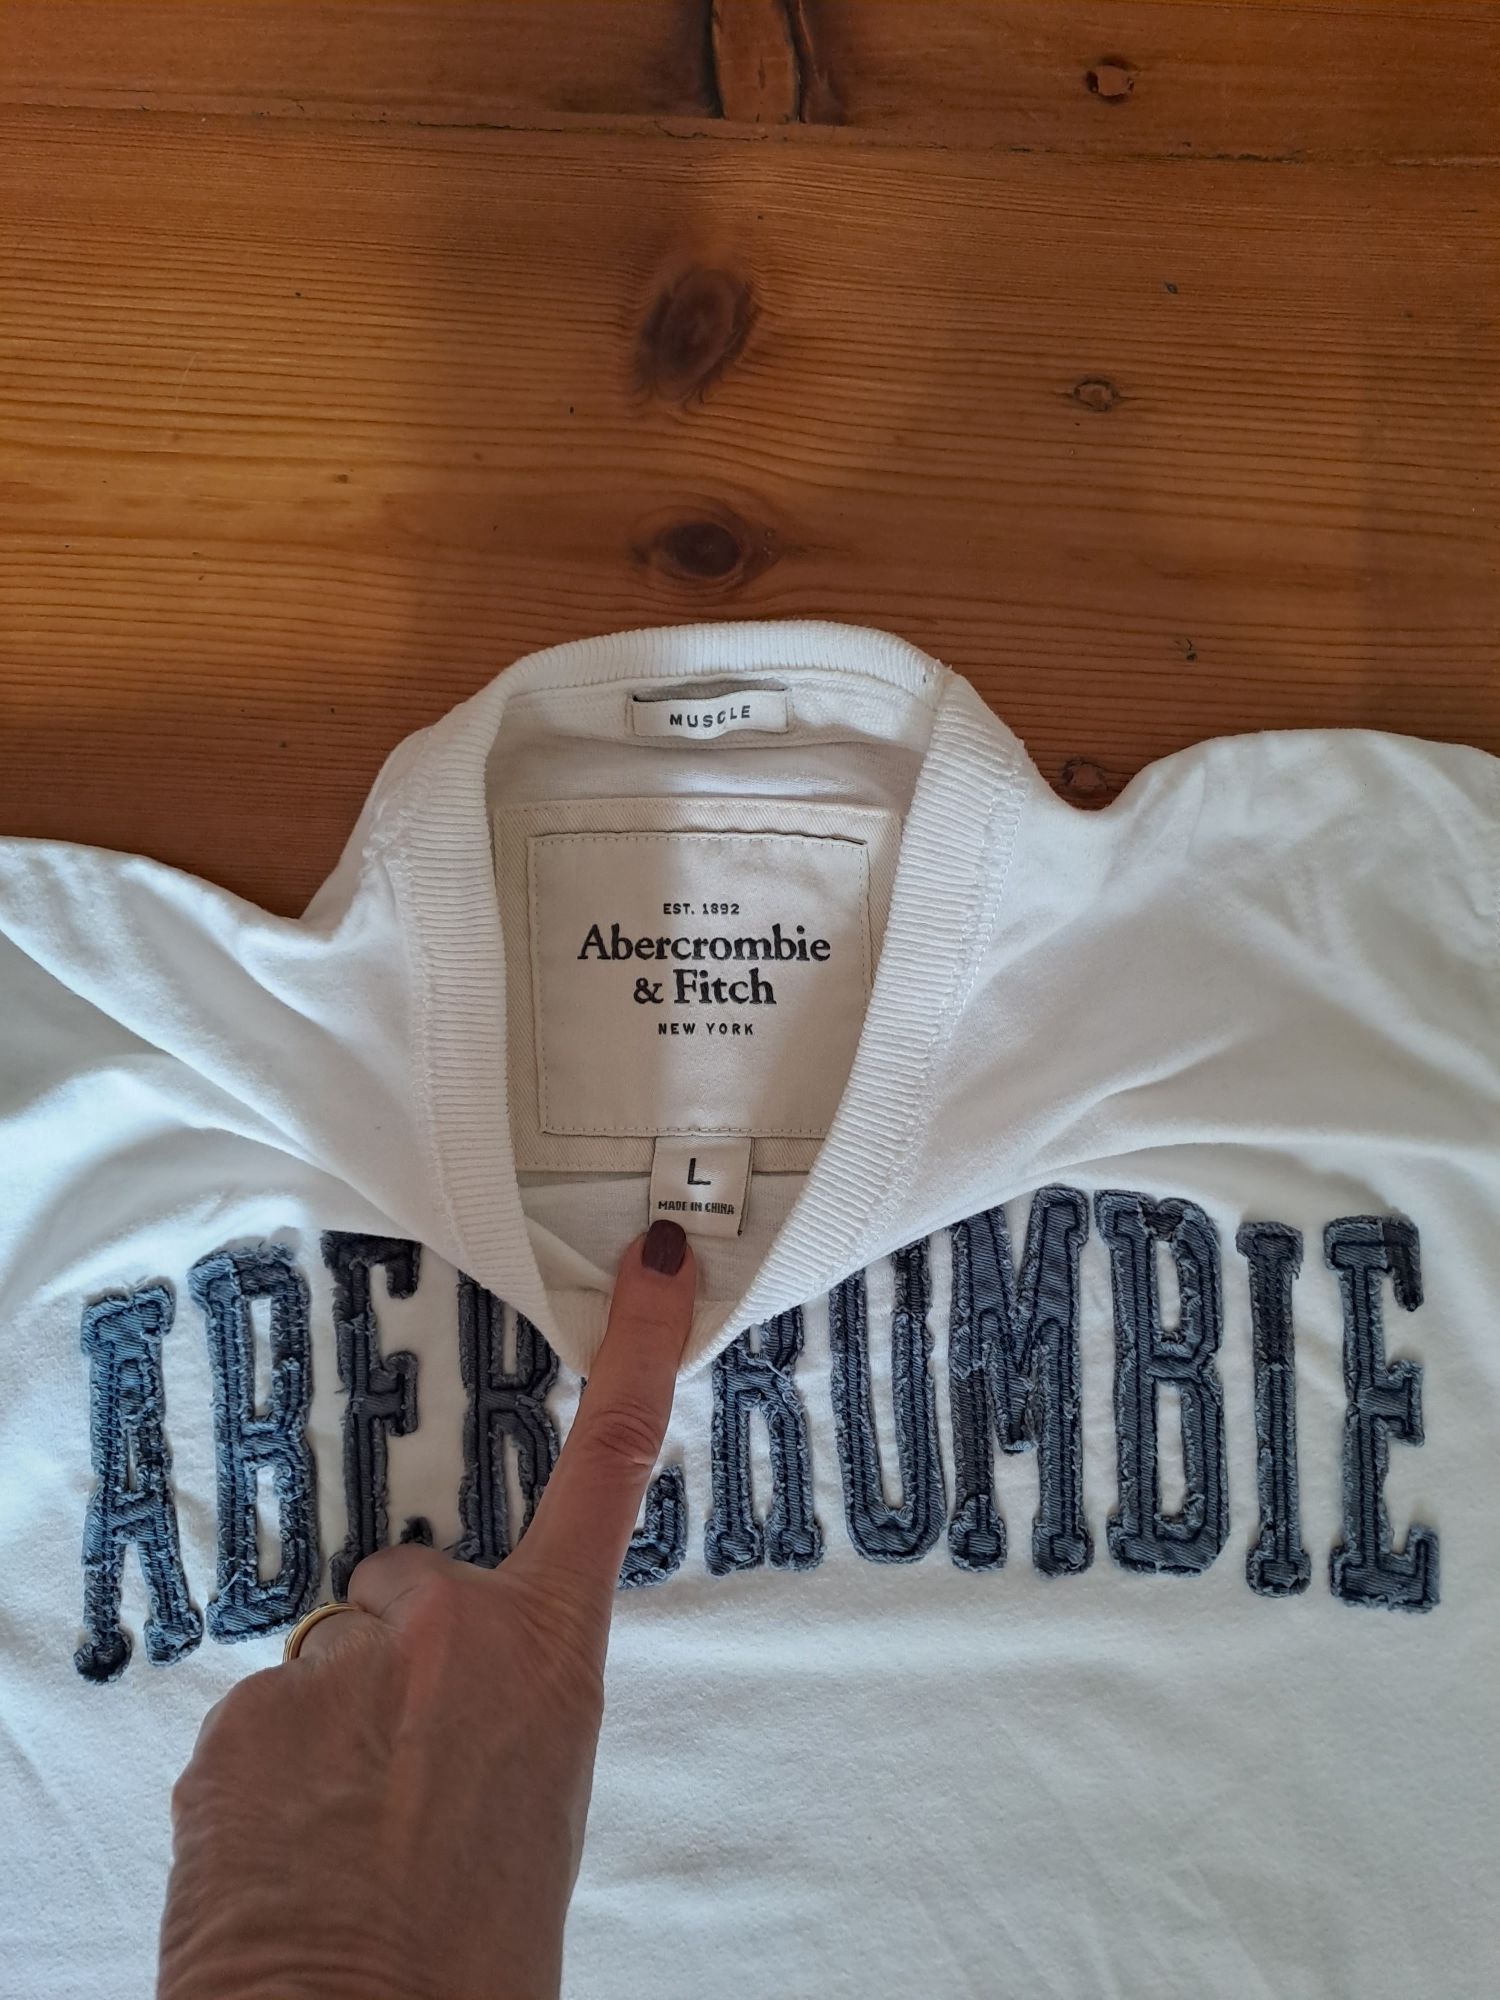 MUSCLE
EST. 1892
Abercrombie
& Fitch
NEW YORK
L
MADE IN CHINA
ABERCROMBIE